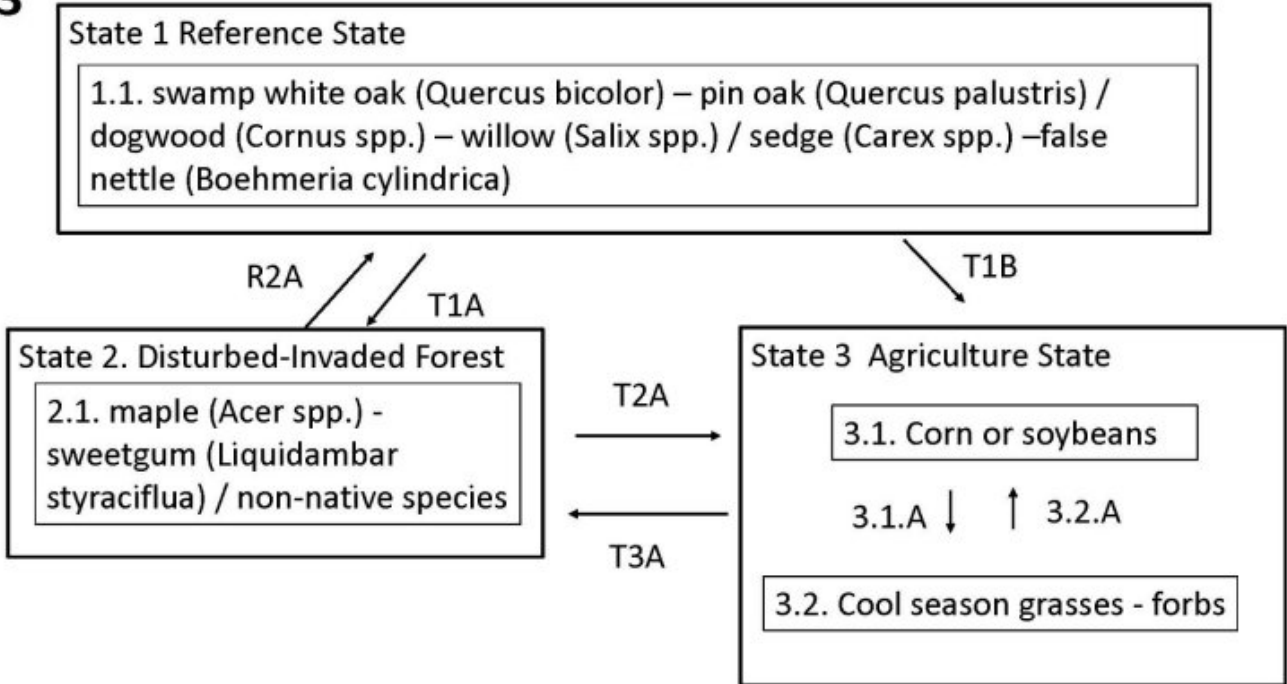 State 1 Reference State
1.1. swamp white oak (Quercus bicolor) – pin oak (Quercus palustris) /
dogwood (Cornus spp.) – willow (Salix spp.) / sedge (Carex spp.) –false
nettle (Boehmeria cylindrica)
R2A
T1A
T1B
State 2. Disturbed-Invaded Forest
2.1. maple (Acer spp.) -
sweetgum (Liquidambar
styraciflua) / non-native species
T2A
T3A
State 3 Agriculture State
3.1. Corn or soybeans
3.1.A
3.2.A
3.2. Cool season grasses - forbs